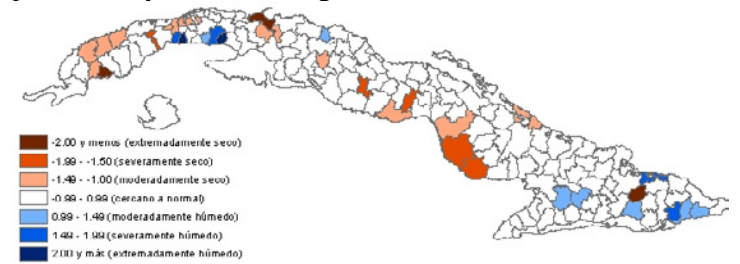 -2.00 y menos (extremadamente seco)
-1.99 - -1.50 (severamente seco)
-1.49 - -1.00 (moderadamente seco)
-0.99 - 0.99 (cercano a normal)
0.99 - 1.49 (moderadamente húmedo)
1.49 - 1.99 (severamente húmedo)
2.00 y más (extremadamente húmedo)